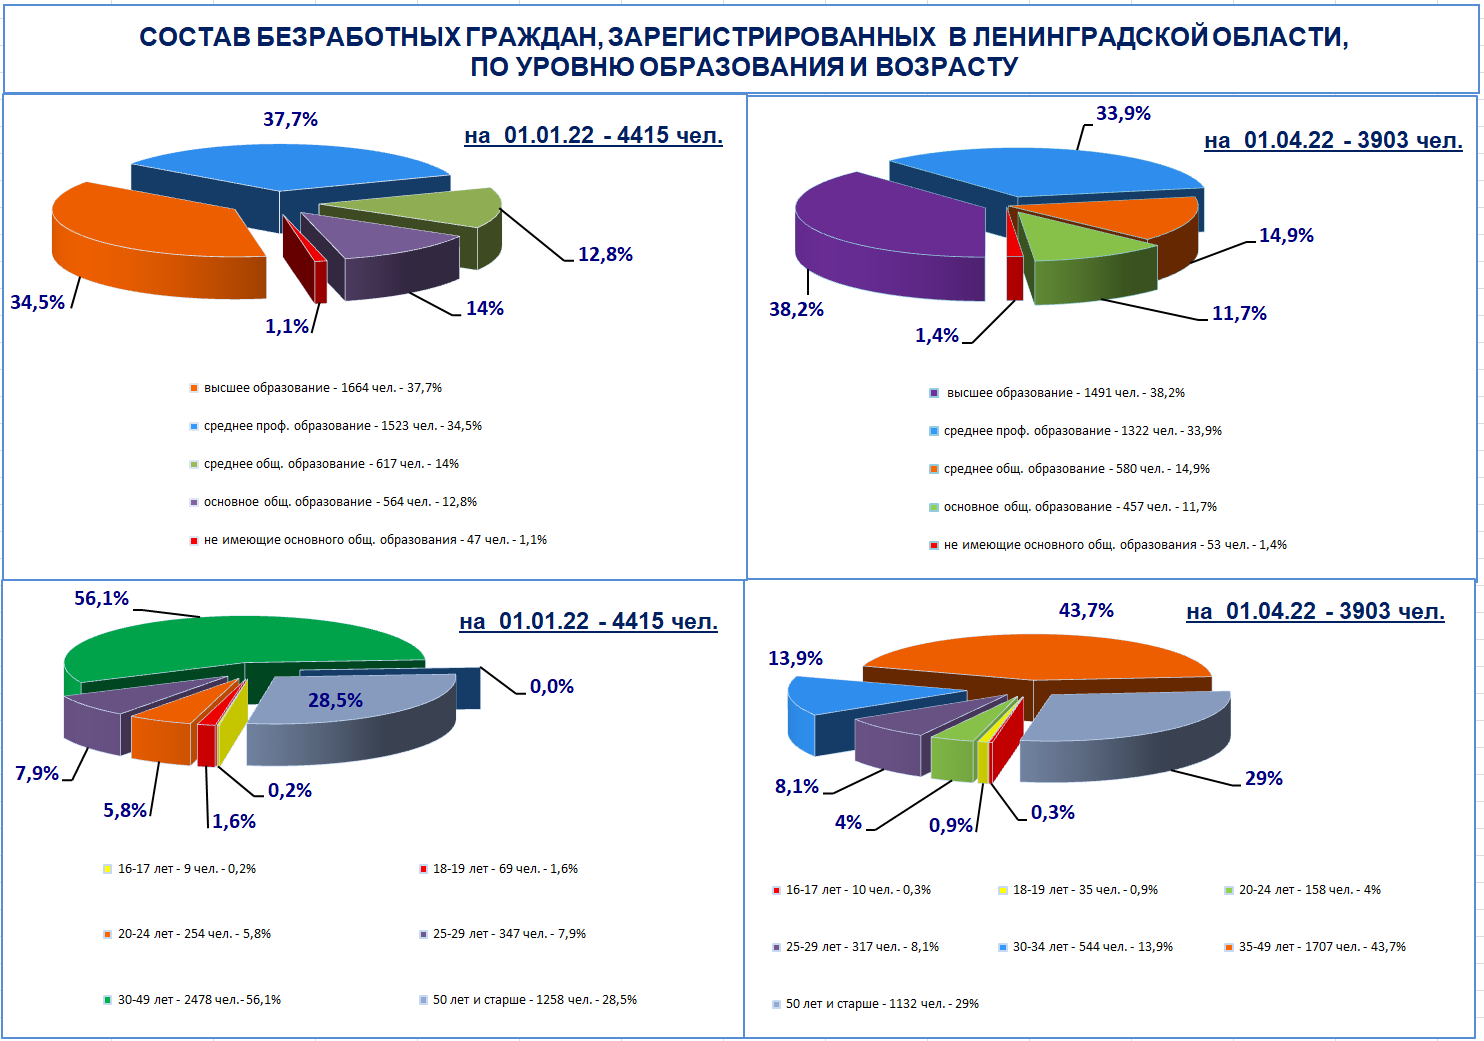 СОСТАВ БЕЗРАБОТНЫХ ГРАЖДАН, ЗАРЕГИСТРИРОВАННЫХ В ЛЕНИНГРАДСКОЙ ОБЛАСТИ,
ПО УРОВНЮ ОБРАЗОВАНИЯ И ВОЗРАСТУ
на 01.01.22 - 4415 чел.
37,7%
12,8%
14%
1,1%
34,5%
высшее образование - 1664 чел. - 37,7%
среднее проф. образование - 1523 чел. - 34,5%
среднее общ. образование - 617 чел. - 14%
основное общ. образование - 564 чел. - 12,8%
не имеющие основного общ. образования - 47 чел. - 1,1%
на 01.04.22 - 3903 чел.
33,9%
14,9%
11,7%
1,4%
38,2%
высшее образование - 1491 чел. - 38,2%
среднее проф. образование - 1322 чел. - 33,9%
среднее общ. образование - 580 чел. - 14,9%
основное общ. образование - 457 чел. - 11,7%
не имеющие основного общ. образования - 53 чел. - 1,4%
на 01.01.22 - 4415 чел.
56,1%
0,0%
28,5%
7,9%
5,8%
1,6%
0,2%
16-17 лет - 9 чел. - 0,2%
18-19 лет - 69 чел. - 1,6%
20-24 лет - 254 чел. - 5,8%
25-29 лет - 347 чел. - 7,9%
30-49 лет - 2478 чел.- 56,1%
50 лет и старше - 1258 чел. - 28,5%
на 01.04.22 - 3903 чел.
43,7%
13,9%
8,1%
4%
0,9%
0,3%
29%
16-17 лет - 10 чел. - 0,3%
18-19 лет - 35 чел. - 0,9%
20-24 лет - 158 чел. - 4%
25-29 лет - 317 чел. - 8,1%
30-34 лет - 544 чел. - 13,9%
35-49 лет - 1707 чел. - 43,7%
50 лет и старше - 1132 чел. - 29%